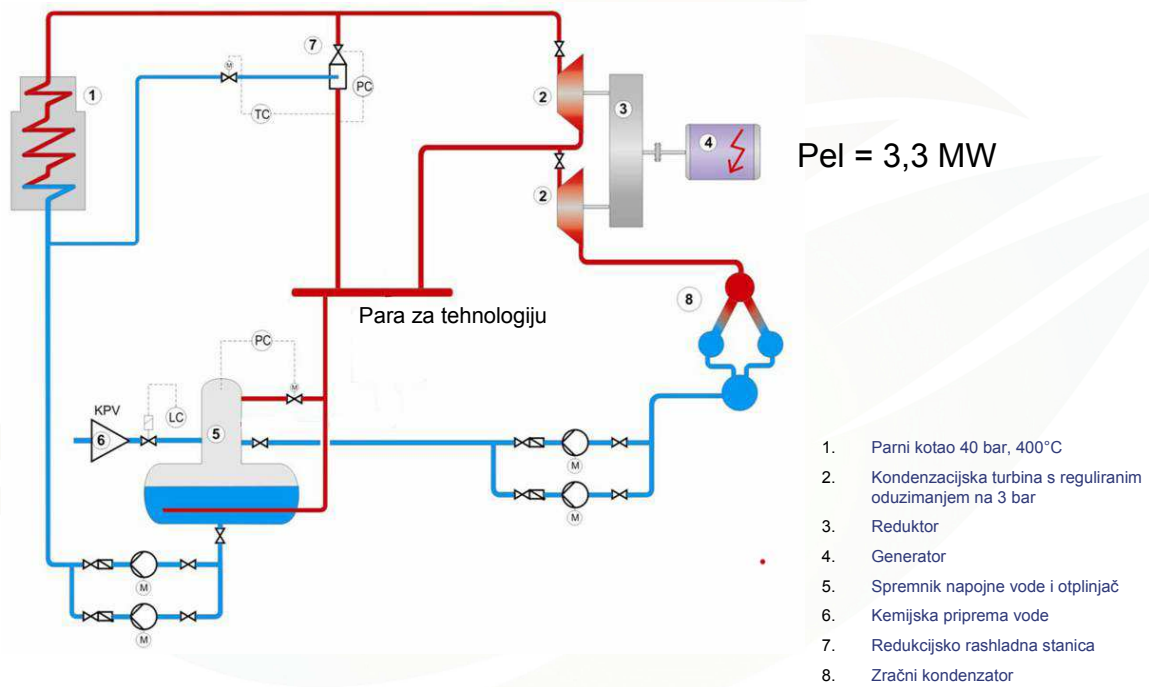 7
M
PC
1
2
3
TC
4
Pel = 3,3 MW
2
8
Para za tehnologiju
PC
M
KPV
LC
6
5
M
M
M
M
1. Parni kotao 40 bar, 400°C
2. Kondenzacijska turbina s reguliranim
oduzimanjem na 3 bar
3. Reduktor
4. Generator
5. Spremnik napojne vode i otplinjač
6. Kemijska priprema vode
7. Redukcijsko rashladna stanica
8. Zračni kondenzator